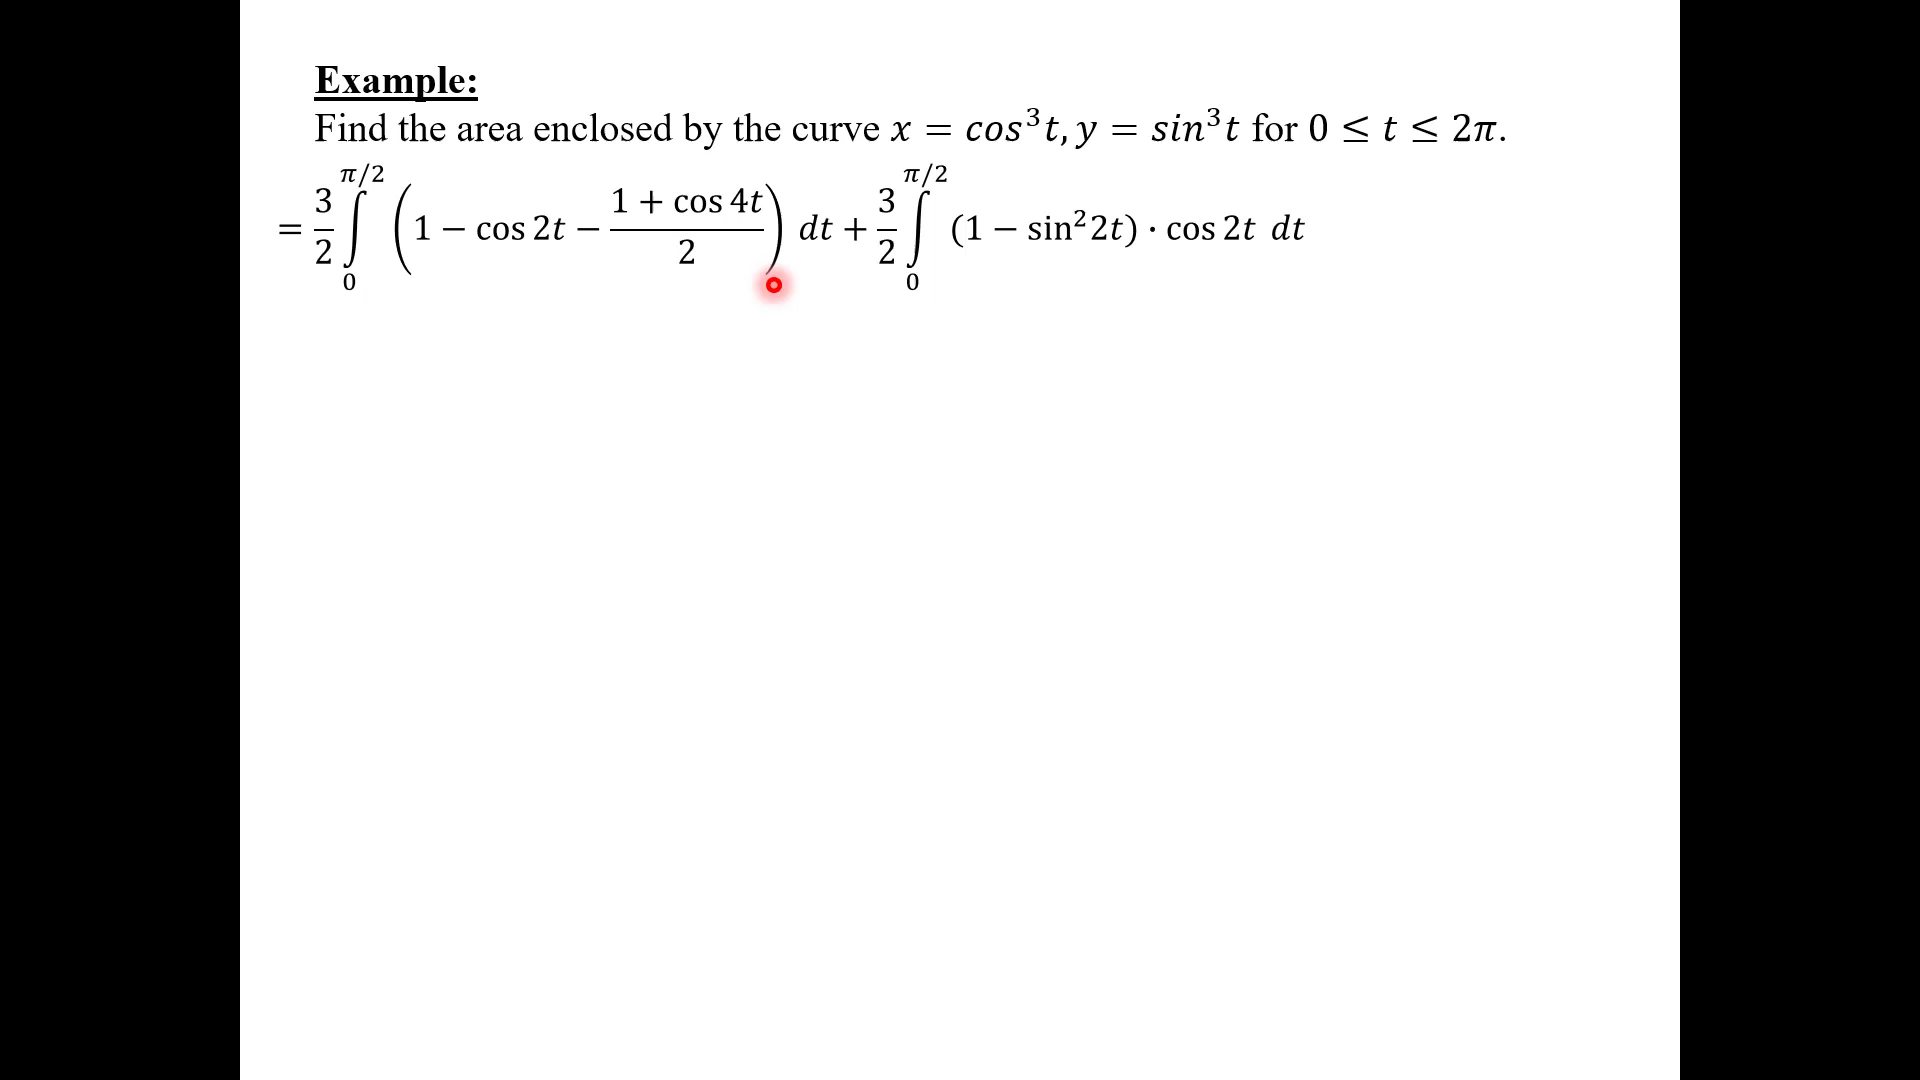 Example:
Find the area enclosed by the curve x = cos³t, y = sin³t for 0 ≤ t ≤ 2π.
= 3/2 ∫₀^{π/2} (1 − cos 2t − (1 + cos 4t)/2) dt + 3/2 ∫₀^{π/2} (1 − sin²2t) · cos 2t dt